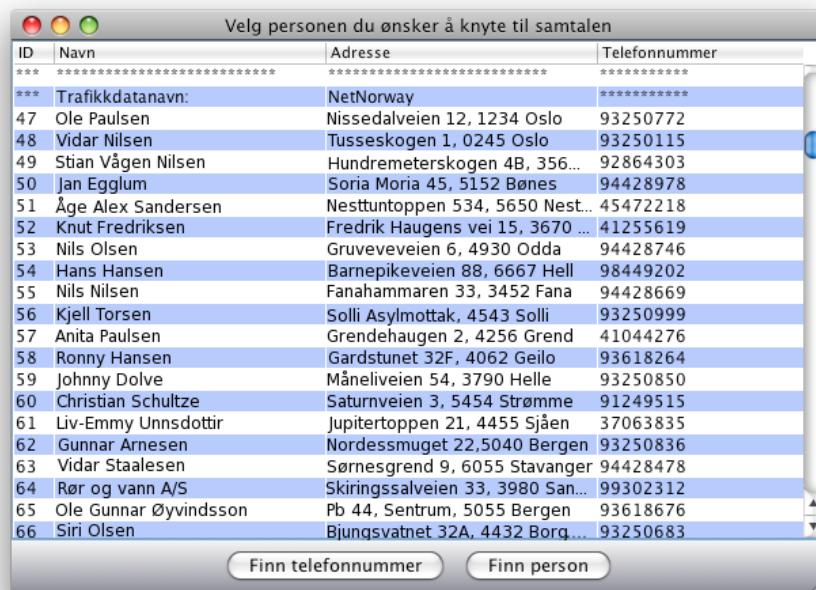 Velg personen du ønsker å knyte til samtalen
ID Navn Adresse Telefonnummer
*** *************************** *************************** ***********
*** Trafikkdatanavn: NetNorway ***********
47 Ole Paulsen Nissedalveien 12, 1234 Oslo 93250772
48 Vidar Nilsen Tusseskogen 1, 0245 Oslo 93250115
49 Stian Vågen Nilsen Hundremeterskogen 4B, 356... 92864303
50 Jan Egglum Soria Moria 45, 5152 Bønes 94428978
51 Åge Alex Sandersen Nesttuntoppen 534, 5650 Nest... 45472218
52 Knut Fredriksen Fredrik Haugens vei 15, 3670 ... 41255619
53 Nils Olsen Gruveveveien 6, 4930 Odda 94428746
54 Hans Hansen Barnepikeveien 88, 6667 Hell 98449202
55 Nils Nilsen Fanahammaren 33, 3452 Fana 94428669
56 Kjell Torsen Solli Asylmottak, 4543 Solli 93250999
57 Anita Paulsen Grendehaugen 2, 4256 Grend 41044276
58 Ronny Hansen Gardstunet 32F, 4062 Geilo 93618264
59 Johnny Dolve Måneliveien 54, 3790 Helle 93250850
60 Christian Schultze Saturnveien 3, 5454 Strømme 91249515
61 Liv-Emmy Unnsdottir Jupitertoppen 21, 4455 Sjåen 37063835
62 Gunnar Arnesen Nordessmuget 22,5040 Bergen 93250836
63 Vidar Staalesen Sørnesgrend 9, 6055 Stavanger 94428478
64 Rør og vann A/S Skiringssalveien 33, 3980 San... 99302312
65 Ole Gunnar Øyvindsson Pb 44, Sentrum, 5055 Bergen 93618676
66 Siri Olsen Bjungsvatnet 32A, 4432 Borg... 93250683
Finn telefonnummer Finn person